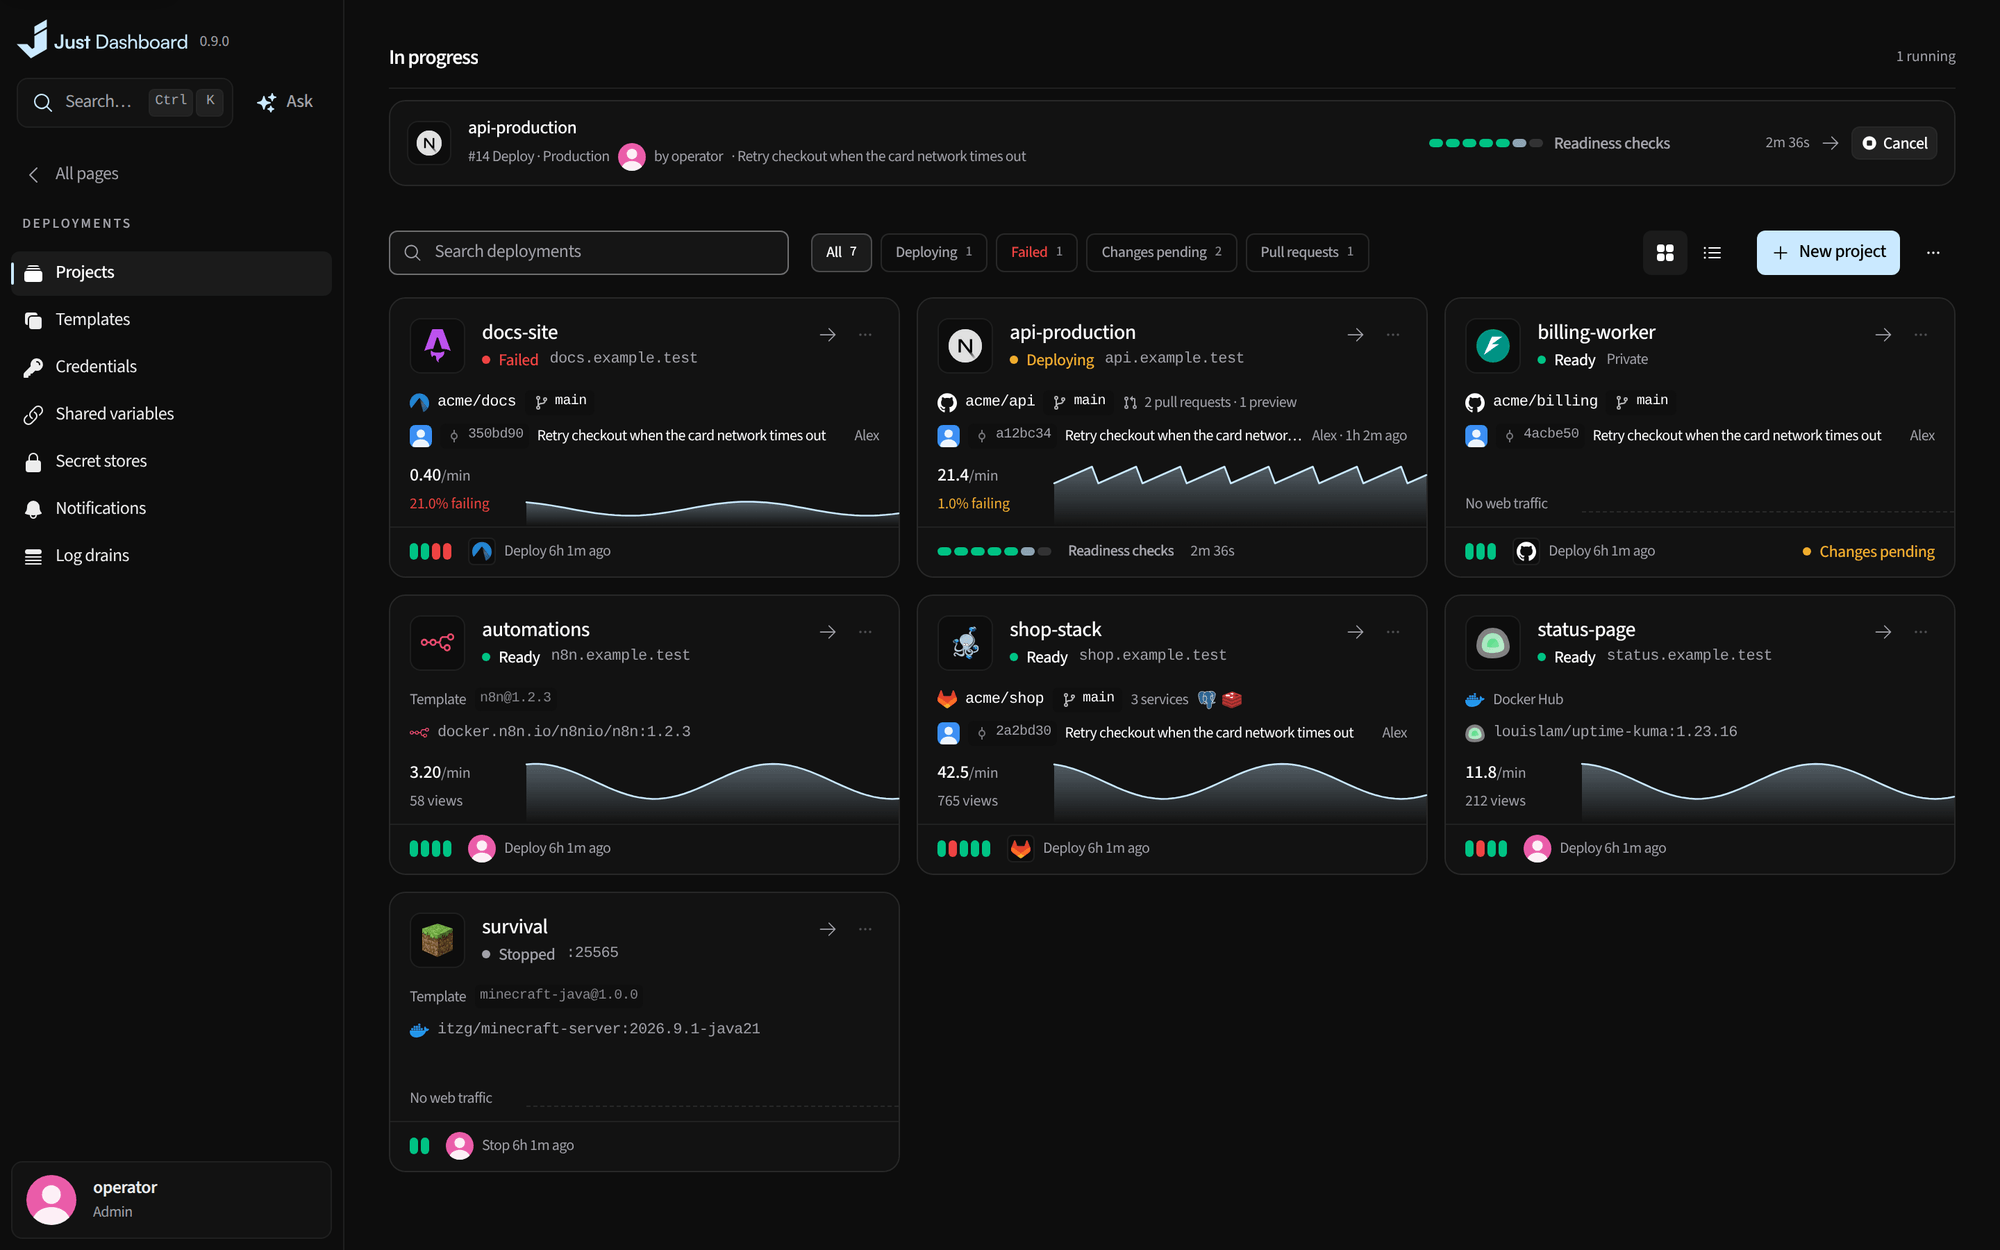 Just Dashboard 0.9.0
Search... Ctrl K Ask
All pages
DEPLOYMENTS
Projects
Templates
Credentials
Shared variables
Secret stores
Notifications
Log drains
operator
Admin
In progress 1 running
api-production
#14 Deploy · Production by operator · Retry checkout when the card network times out
Readiness checks 2m 36s Cancel
Search deployments All 7 Deploying 1 Failed 1 Changes pending 2 Pull requests 1 New project
docs-site
Failed docs.example.test
acme/docs main
350bd90 Retry checkout when the card network times out Alex
0.40/min
21.0% failing
Deploy 6h 1m ago
api-production
Deploying api.example.test
acme/api main 2 pull requests · 1 preview
a12bc34 Retry checkout when the card networ... Alex · 1h 2m ago
21.4/min
1.0% failing
Readiness checks 2m 36s
billing-worker
Ready Private
acme/billing main
4acbe50 Retry checkout when the card network times out Alex
No web traffic
Deploy 6h 1m ago Changes pending
automations
Ready n8n.example.test
Template n8n@1.2.3
docker.n8n.io/n8nio/n8n:1.2.3
3.20/min
58 views
Deploy 6h 1m ago
shop-stack
Ready shop.example.test
acme/shop main 3 services
2a2bd30 Retry checkout when the card network times out Alex
42.5/min
765 views
Deploy 6h 1m ago
status-page
Ready status.example.test
Docker Hub
louislam/uptime-kuma:1.23.16
11.8/min
212 views
Deploy 6h 1m ago
survival
Stopped :25565
Template minecraft-java@1.0.0
itzg/minecraft-server:2026.9.1-java21
No web traffic
Stop 6h 1m ago